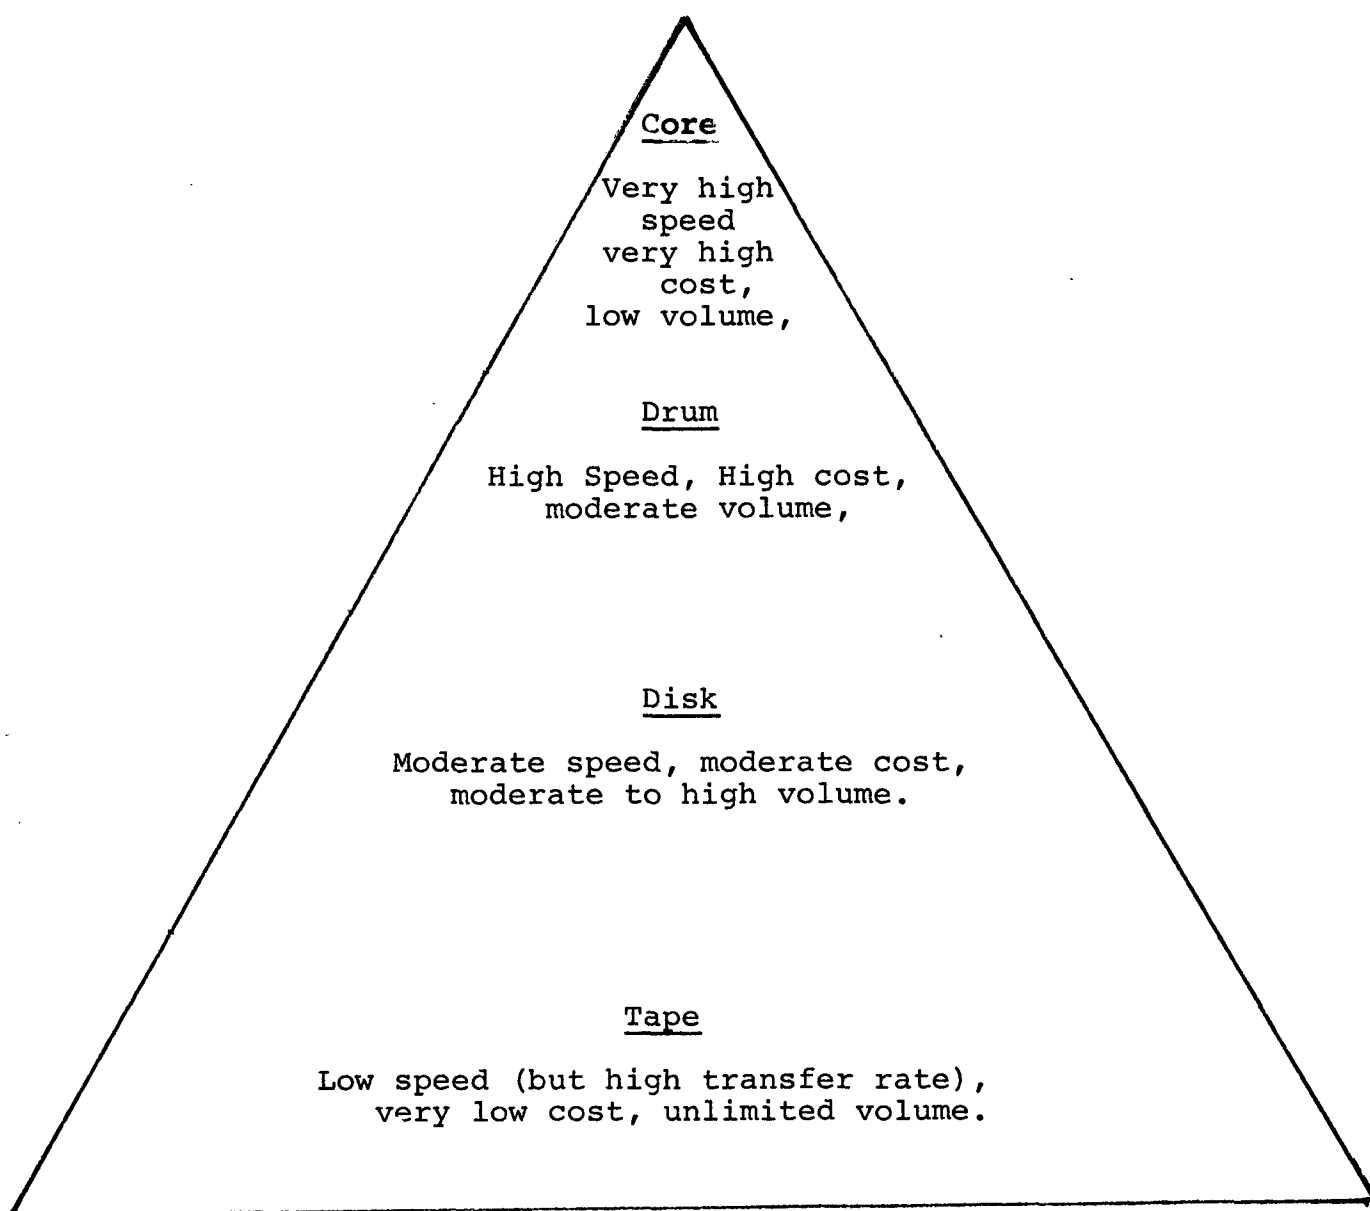 Core
Very high
speed
very high
cost,
low volume,
Drum
High Speed, High cost,
moderate volume,
Disk
Moderate speed, moderate cost,
moderate to high volume.
Tape
Low speed (but high transfer rate),
very low cost, unlimited volume.